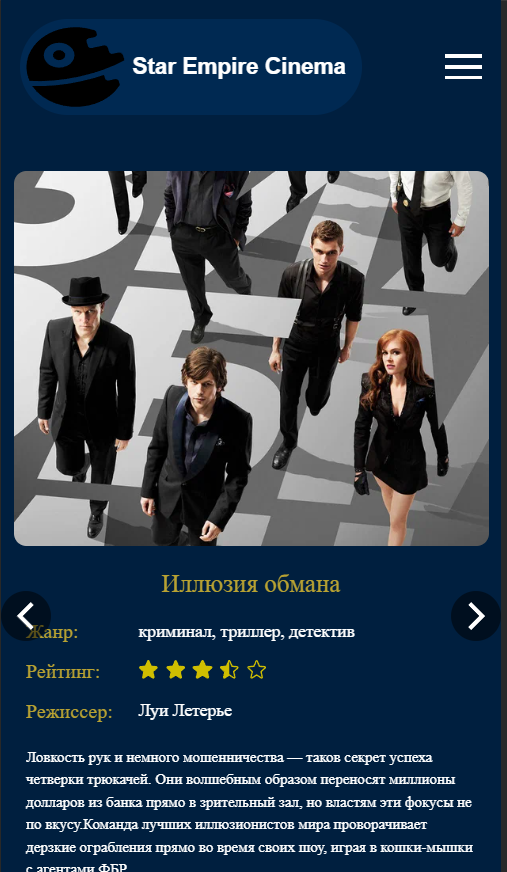 Star Empire Cinema
Иллюзия обмана
Жанр: криминал, триллер, детектив
Рейтинг:
Режиссер: Луи Летерье
Ловкость рук и немного мошенничества — таков секрет успеха
четверки трюкачей. Они волшебным образом переносят миллионы
долларов из банка прямо в зрительный зал, но властям эти фокусы не
по вкусу.Команда лучших иллюзионистов мира проворачивает
дерзкие ограбления прямо во время своих шоу, играя в кошки-мышки
с агентами ФБР